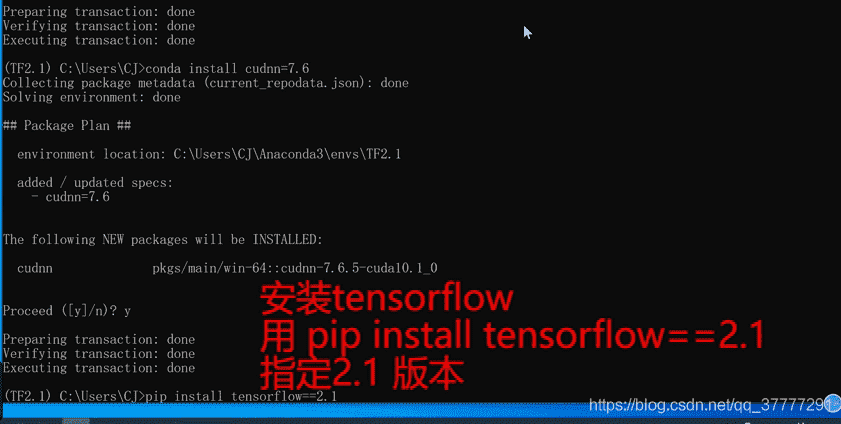 Preparing transaction: done
Verifying transaction: done
Executing transaction: done
(TF2.1) C:\Users\CJ>conda install cudnn=7.6
Collecting package metadata (current_repodata.json): done
Solving environment: done
## Package Plan ##
environment location: C:\Users\CJ\Anaconda3\envs\TF2.1
added / updated specs:
- cudnn=7.6
The following NEW packages will be INSTALLED:
cudnn pkgs/main/win-64::cudnn-7.6.5-cuda10.1_0
安装tensorflow
Proceed ([y]/n)? y
用 pip install tensorflow==2.1
Preparing transaction: done
Verifying transaction: done
指定2.1 版本
Executing transaction: done
(TF2.1) C:\Users\CJ>pip install tensorflow==2.1
https://blog.csdn.net/qq_37777291